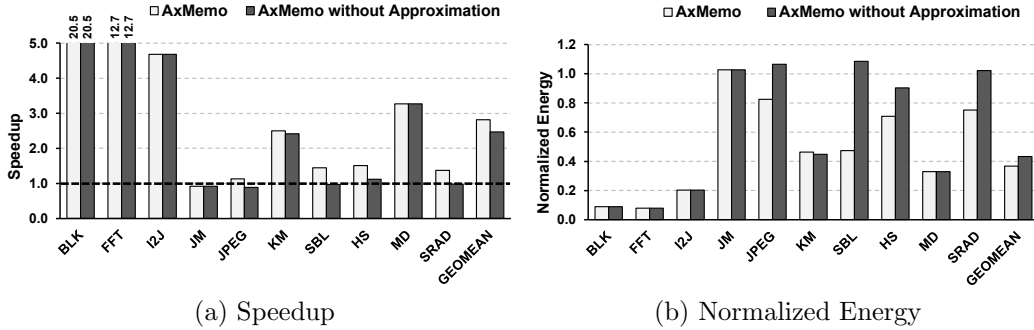 AxMemo AxMemo without Approximation
20.5 20.5 12.7 12.7
5.0
4.0
3.0
2.0
1.0
0.0
Speedup
BLK FFT I2J JM JPEG KM SBL HS MD SRAD GEOMEAN
(a) Speedup
AxMemo AxMemo without Approximation
1.2
1.0
0.8
0.6
0.4
0.2
0.0
Normalized Energy
BLK FFT I2J JM JPEG KM SBL HS MD SRAD GEOMEAN
(b) Normalized Energy